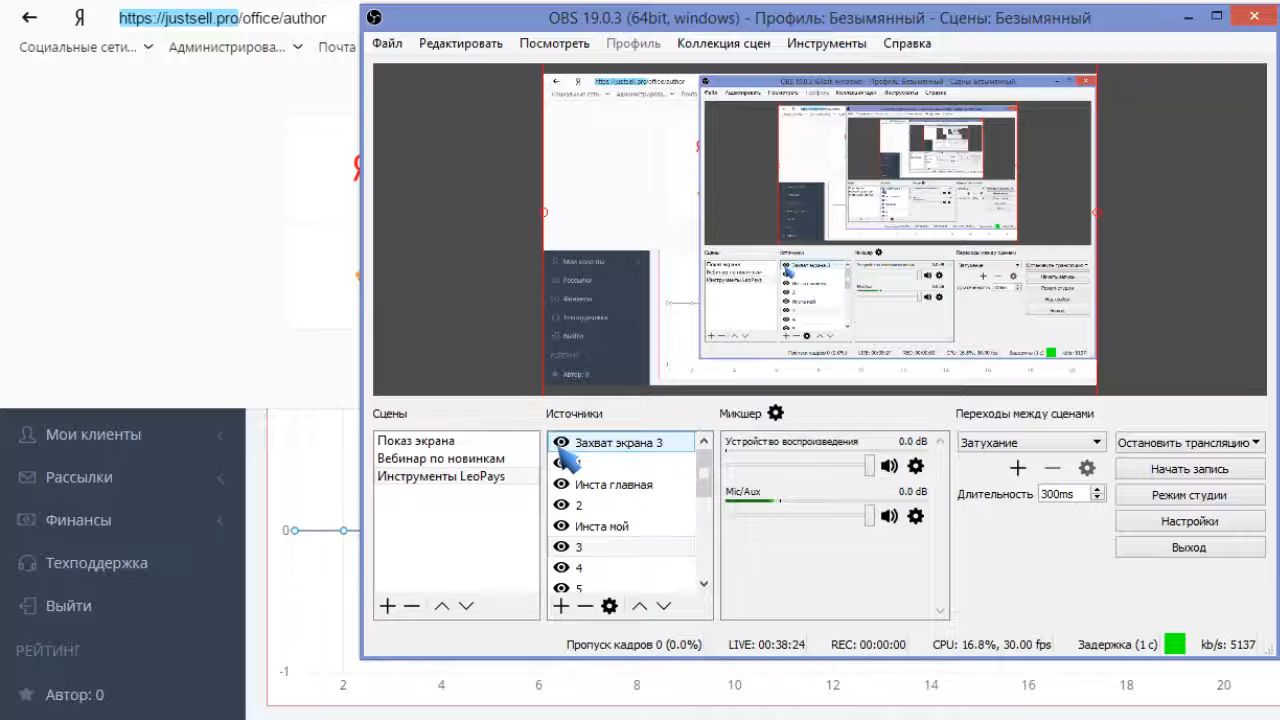 Я https://justsell.pro/office/author
Социальные сети... Администрирова... Почта
OBS 19.0.3 (64bit, windows) - Профиль: Безымянный - Сцены: Безымянный
Файл Редактировать Посмотреть Профиль Коллекция сцен Инструменты Справка
Сцены
Показ экрана
Вебинар по новинкам
Инструменты LeoPays
Источники
Захват экрана 3
Инста главная
2
Инста мой
3
4
5
Микшер
Устройство воспроизведения 0.0 dB
Mic/Aux 0.0 dB
Переходы между сценами
Затухание
Длительность 300ms
Остановить трансляцию
Начать запись
Режим студии
Настройки
Выход
Пропуск кадров 0 (0.0%) LIVE: 00:38:24 REC: 00:00:00 CPU: 16.8%, 30.00 fps Задержка (1 с) kb/s: 5137
Мои клиенты
Рассылки
Финансы
Техподдержка
Выйти
РЕЙТИНГ
Автор: 0
0
-1
2 4 6 8 10 12 14 16 18 20